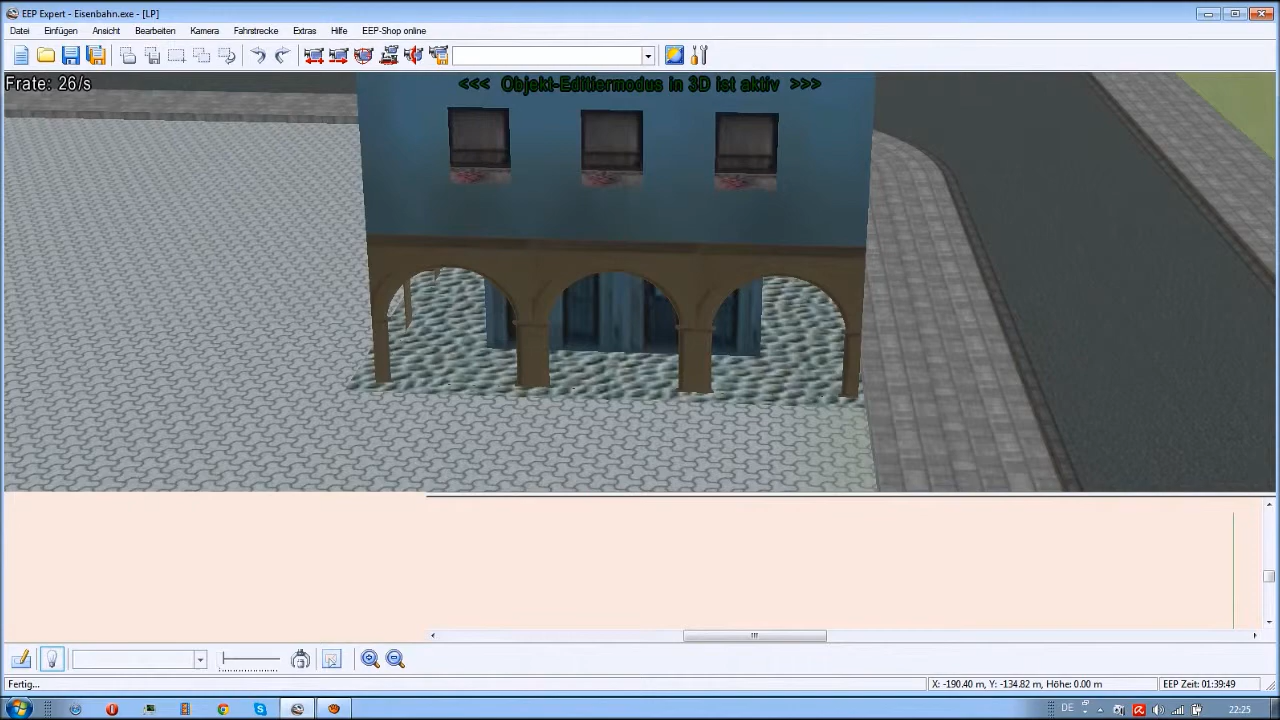 EEP Expert - Eisenbahn.exe - [LP]
Datei Einfügen Ansicht Bearbeiten Kamera Fahrstrecke Extras Hilfe EEP-Shop online
Frate: 26/s
<<< Objekt-Editiermodus in 3D ist aktiv >>>
Fertig...
X: -190.40 m, Y: -134.82 m, Höhe: 0.00 m
EEP Zeit: 01:39:49
DE
22:25